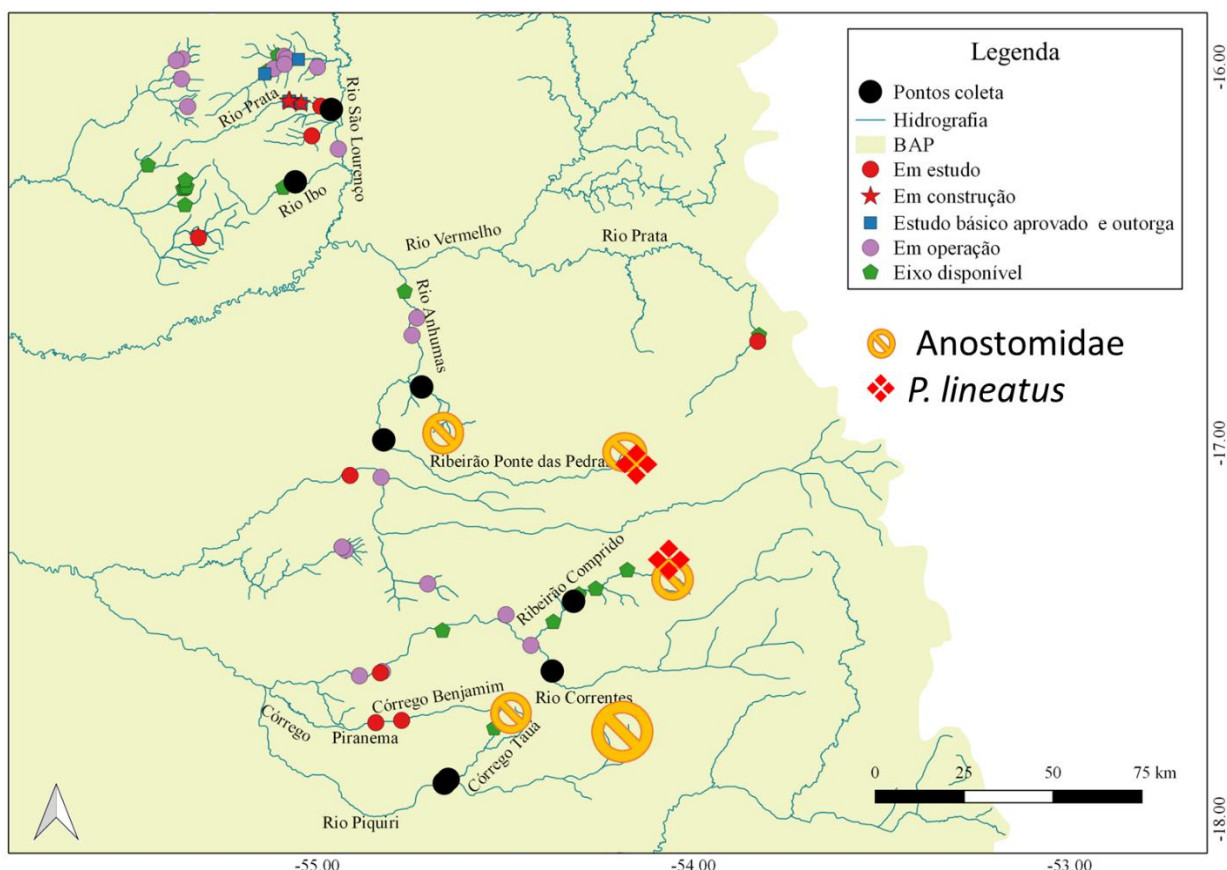 Legenda
Pontos coleta
Hidrografia
BAP
Em estudo
Em construção
Estudo básico aprovado e outorga
Em operação
Eixo disponível
Anostomidae
P. lineatus
Rio Prata
Rio São Lourenço
Rio Ibo
Rio Vermelho
Rio Prata
Rio Anhumas
Ribeirão Ponte das Pedras
Ribeirão Comprido
Rio Correntes
Córrego Benjamim
Córrego
Piranema
Córrego Tauá
Rio Piquiri
0 25 50 75 km
-16.00
-17.00
-18.00
-55.00 -54.00 -53.00